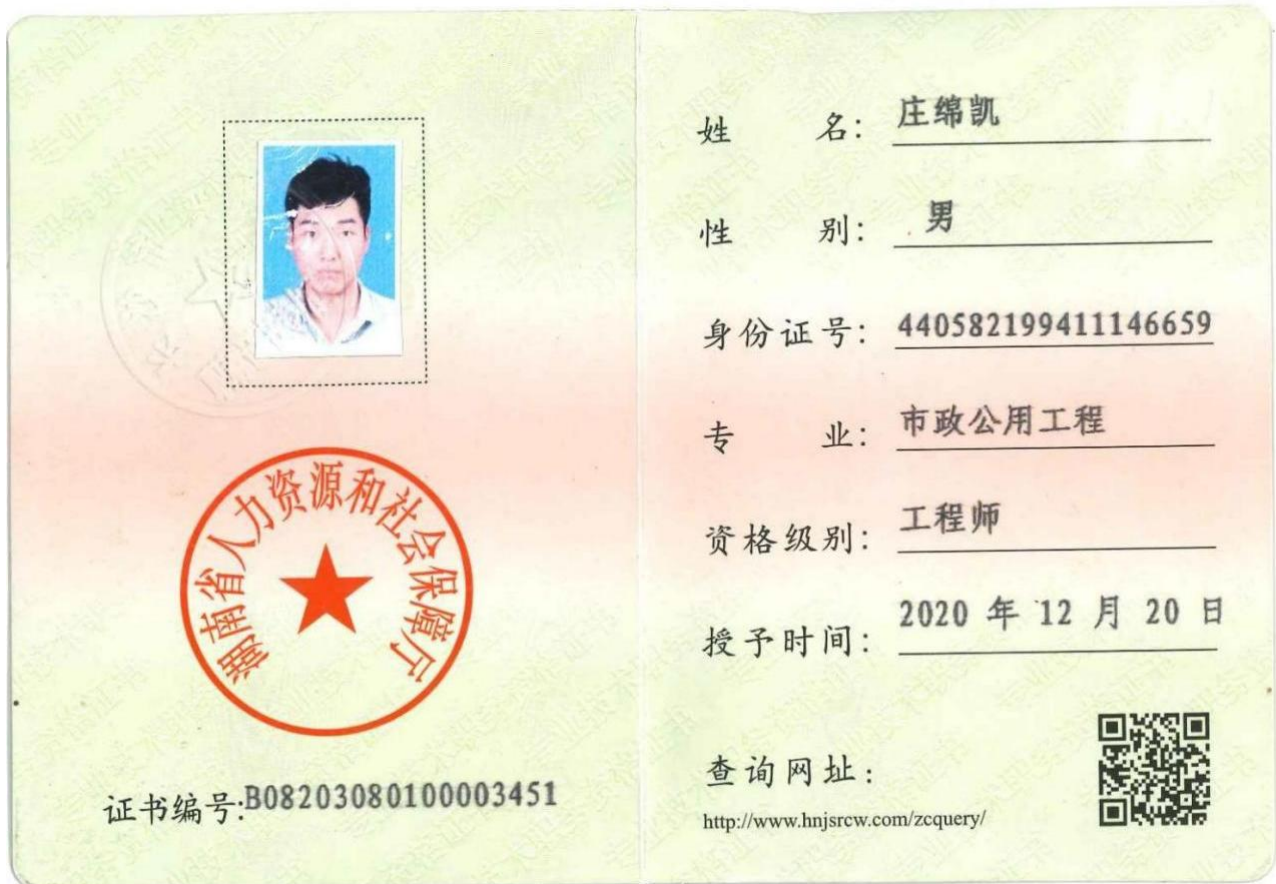 湖南省人力资源和社会保障厅
证书编号:B08203080100003451
姓 名: 庄绵凯
性 别: 男
身份证号: 440582199411146659
专 业: 市政公用工程
资格级别: 工程师
授予时间: 2020 年 12 月 20 日
查询网址:
http://www.hnjsrcw.com/zcquery/